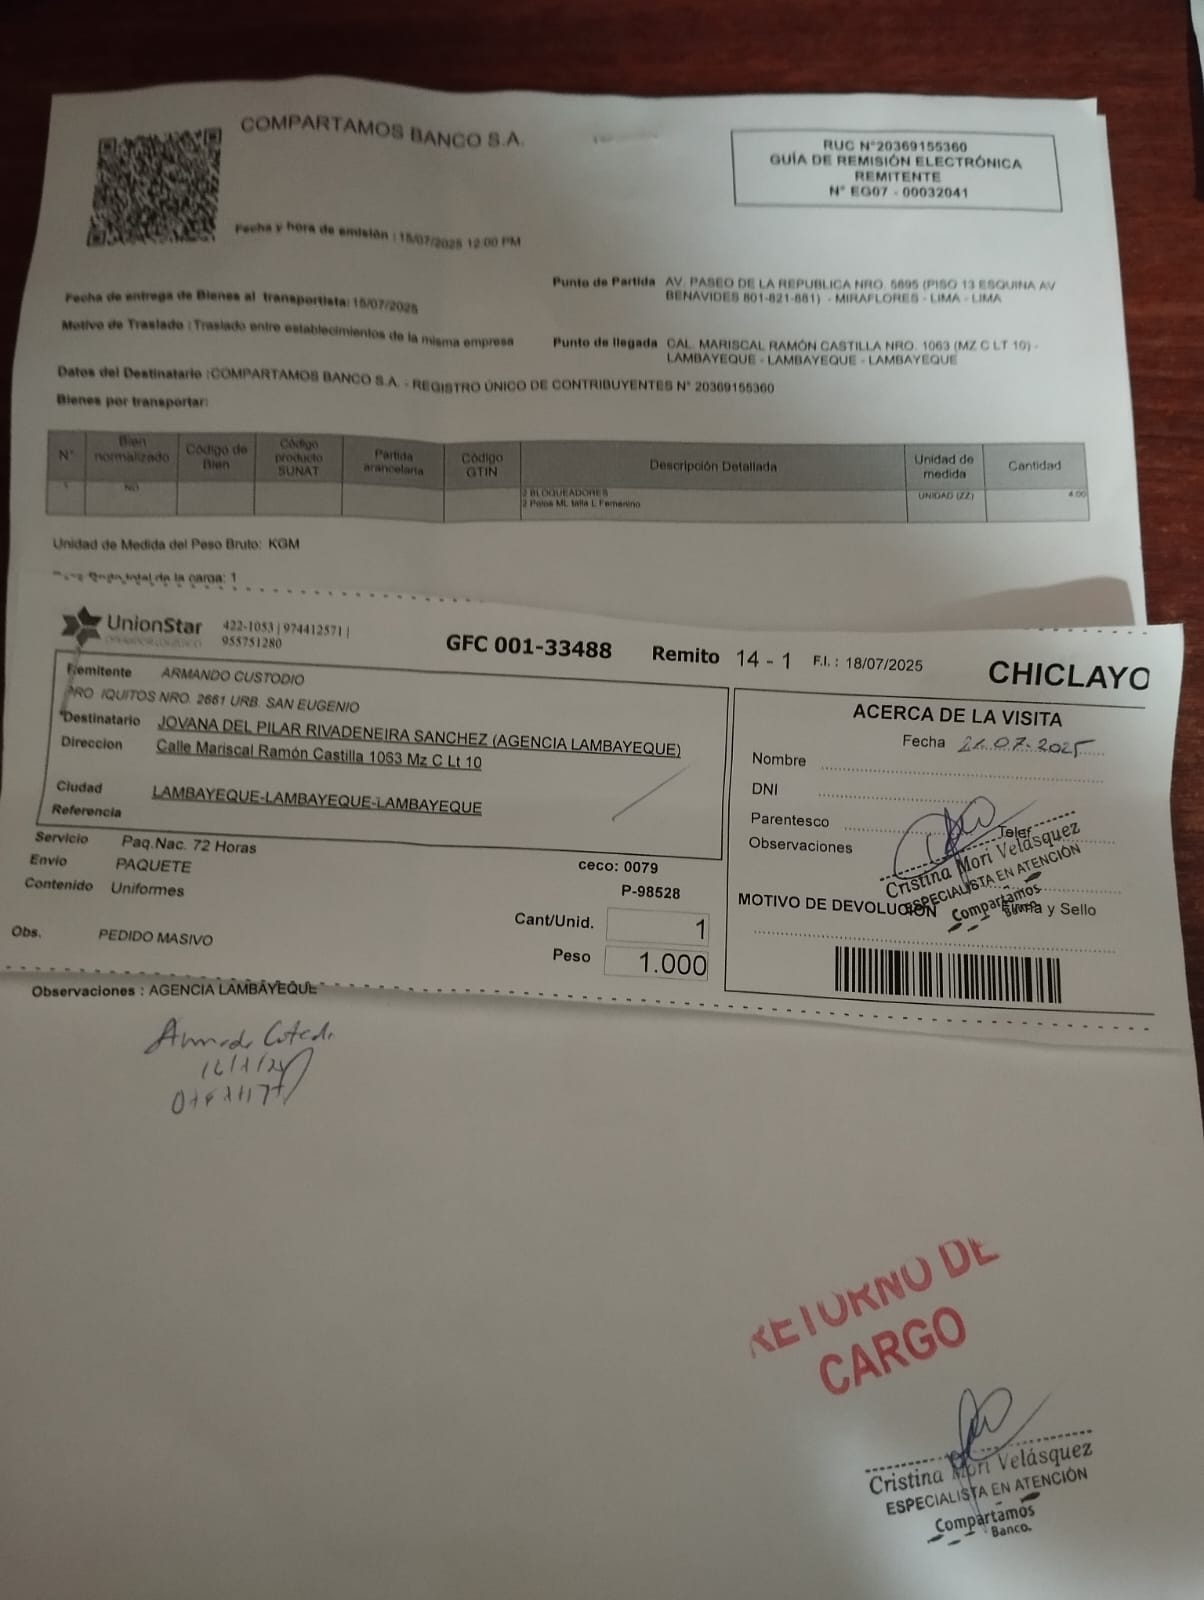 COMPARTAMOS BANCO S.A.
RUC N°20369155360
GUÍA DE REMISIÓN ELECTRÓNICA
REMITENTE
N° EG07 - 00032041
Fecha y hora de emisión : 15/07/2025 12:00 PM
Fecha de entrega de Bienes al transportista: 15/07/2025
Punto de Partida AV. PASEO DE LA REPUBLICA NRO. 5895 (PISO 13 ESQUINA AV
BENAVIDES 801-821-881) - MIRAFLORES - LIMA - LIMA
Motivo de Traslado : Traslado entre establecimientos de la misma empresa
Punto de llegada CAL. MARISCAL RAMÓN CASTILLA NRO. 1063 (MZ C LT 10) -
LAMBAYEQUE - LAMBAYEQUE - LAMBAYEQUE
Datos del Destinatario :COMPARTAMOS BANCO S.A. - REGISTRO ÚNICO DE CONTRIBUYENTES N° 20369155360
Bienes por transportar:
N° Bien normalizado Código de Bien Código producto SUNAT Partida arancelaria Código GTIN Descripción Detallada Unidad de medida Cantidad
1 NO 2 BLOQUEADORES UNIDAD (ZZ) 4.00
2 Polos ML talla L Femenino
Unidad de Medida del Peso Bruto: KGM
total de la carga: 1
UnionStar
422-1053 | 974412571 |
955751280
GFC 001-33488 Remito 14 - 1 F.I. : 18/07/2025 CHICLAYO
Remitente ARMANDO CUSTODIO
PRO. IQUITOS NRO. 2661 URB. SAN EUGENIO
Destinatario JOVANA DEL PILAR RIVADENEIRA SANCHEZ (AGENCIA LAMBAYEQUE)
Direccion Calle Mariscal Ramón Castilla 1063 Mz C Lt 10
Ciudad LAMBAYEQUE-LAMBAYEQUE-LAMBAYEQUE
Referencia
Servicio Paq.Nac. 72 Horas
Envio PAQUETE
Contenido Uniformes
ceco: 0079
P-98528
Cant/Unid. 1
Peso 1.000
Obs. PEDIDO MASIVO
ACERCA DE LA VISITA
Fecha 21.07.2025
Nombre
DNI
Parentesco
Telef
Observaciones
Cristina Mori Velásquez
ESPECIALISTA EN ATENCIÓN
Compartamos
Banco
MOTIVO DE DEVOLUCIÓN
Firma y Sello
Observaciones : AGENCIA LAMBAYEQUE
RETORNO DE
CARGO
Cristina Mori Velásquez
ESPECIALISTA EN ATENCIÓN
Compartamos
Banco.